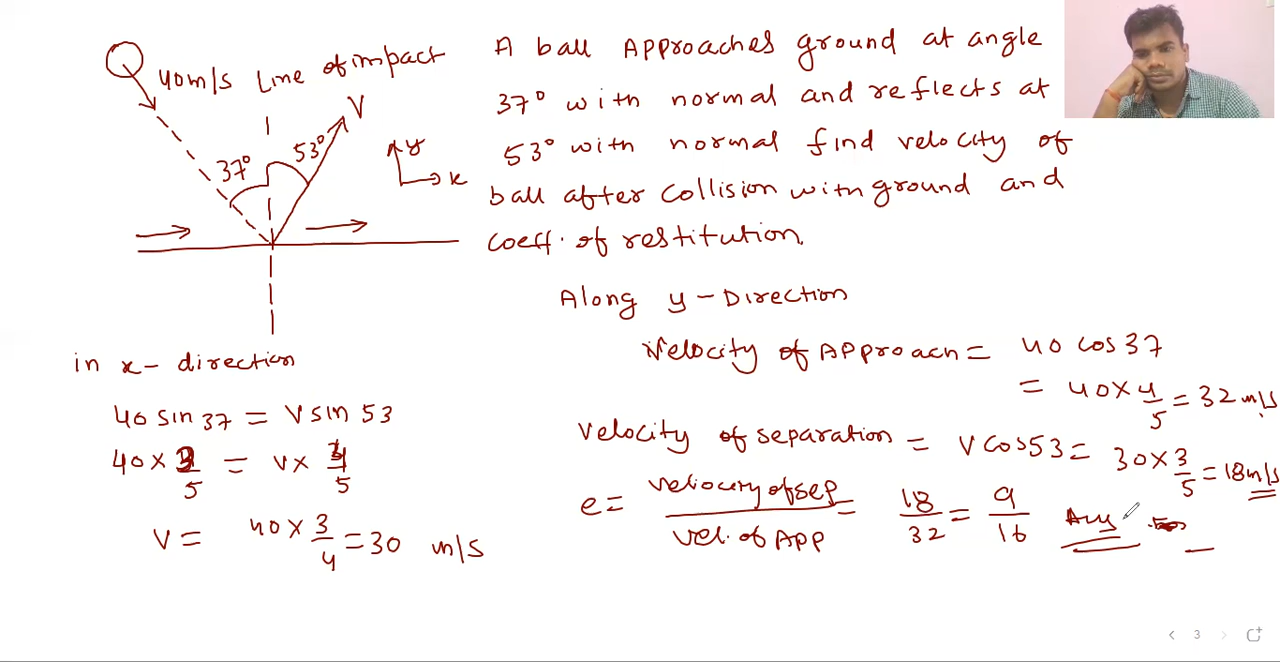 A ball Approaches ground at angle
37° with normal and reflects at
53° with normal find velocity of
ball after collision with ground and
coeff. of restitution.
40m/s Line of impact
V
37° 53°
y
x
in x- direction
40 sin 37 = V sin 53
40 × 3/5 = V × 4/5
V = 40 × 3/4 = 30 m/s
Along y-Direction
Velocity of Approach = 40 cos 37
= 40 × 4/5 = 32 m/s
Velocity of separation = V cos 53 = 30 × 3/5 = 18 m/s
e = Velocity of sep / Vel. of App = 18/32 = 9/16 Ans
3